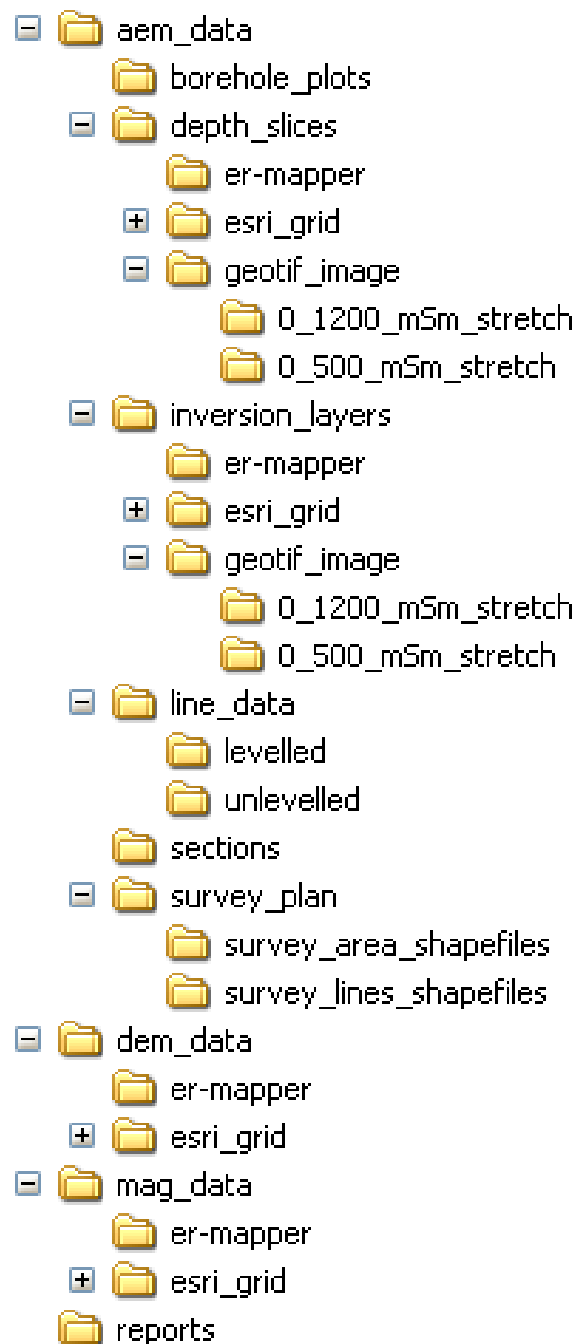 aem_data
borehole_plots
depth_slices
er-mapper
esri_grid
geotif_image
0_1200_mSm_stretch
0_500_mSm_stretch
inversion_layers
er-mapper
esri_grid
geotif_image
0_1200_mSm_stretch
0_500_mSm_stretch
line_data
levelled
unlevelled
sections
survey_plan
survey_area_shapefiles
survey_lines_shapefiles
dem_data
er-mapper
esri_grid
mag_data
er-mapper
esri_grid
reports